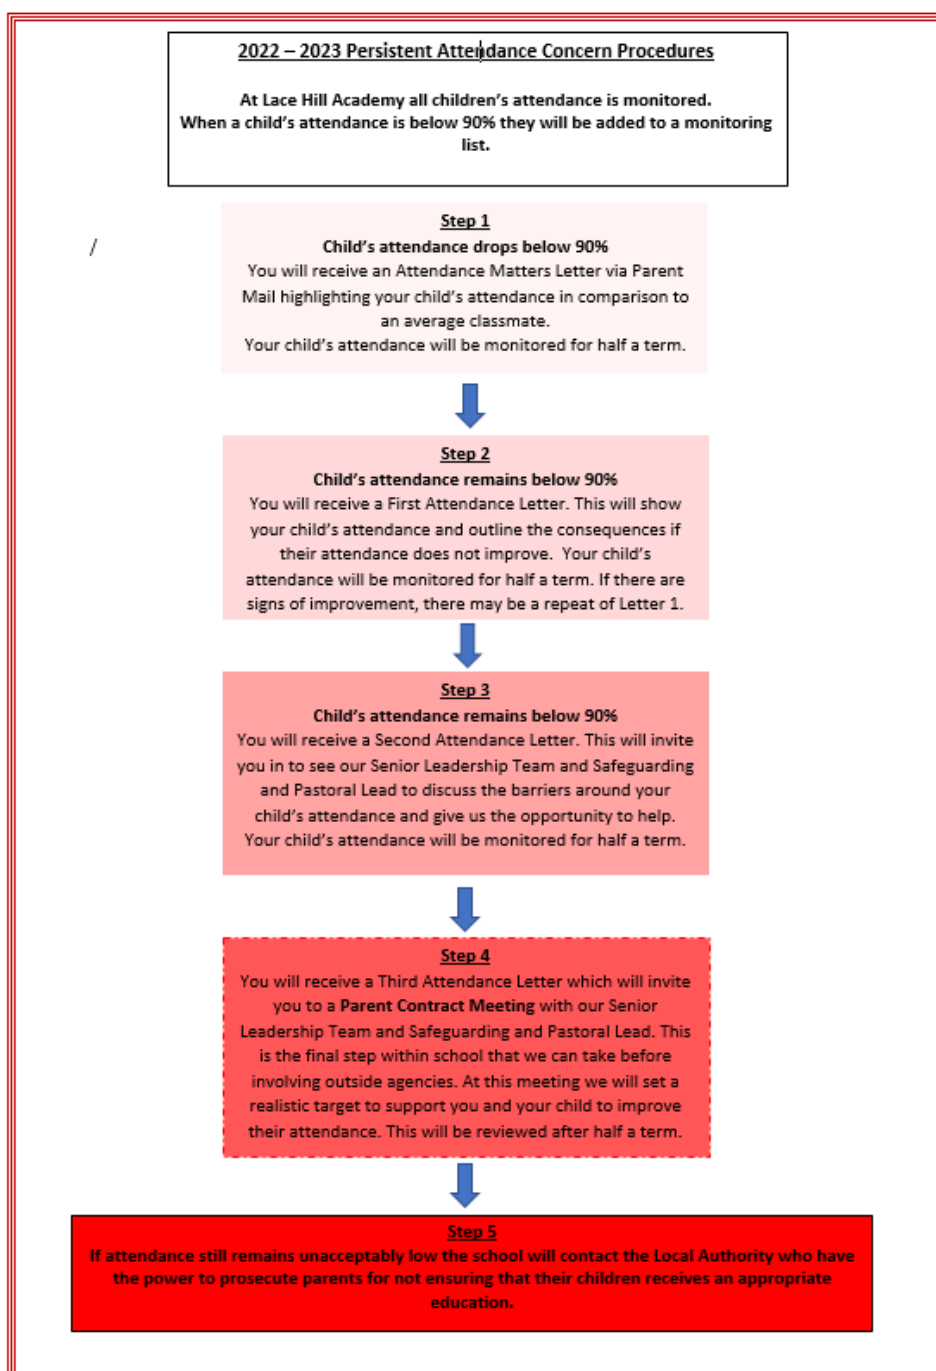 2022 – 2023 Persistent Attendance Concern Procedures
At Lace Hill Academy all children's attendance is monitored.
When a child's attendance is below 90% they will be added to a monitoring
list.
/
Step 1
Child's attendance drops below 90%
You will receive an Attendance Matters Letter via Parent
Mail highlighting your child's attendance in comparison to
an average classmate.
Your child's attendance will be monitored for half a term.
Step 2
Child's attendance remains below 90%
You will receive a First Attendance Letter. This will show
your child's attendance and outline the consequences if
their attendance does not improve.  Your child's
attendance will be monitored for half a term. If there are
signs of improvement, there may be a repeat of Letter 1.
Step 3
Child's attendance remains below 90%
You will receive a Second Attendance Letter. This will invite
you in to see our Senior Leadership Team and Safeguarding
and Pastoral Lead to discuss the barriers around your
child's attendance and give us the opportunity to help.
Your child's attendance will be monitored for half a term.
Step 4
You will receive a Third Attendance Letter which will invite
you to a Parent Contract Meeting with our Senior
Leadership Team and Safeguarding and Pastoral Lead. This
is the final step within school that we can take before
involving outside agencies. At this meeting we will set a
realistic target to support you and your child to improve
their attendance. This will be reviewed after half a term.
Step 5
If attendance still remains unacceptably low the school will contact the Local Authority who have
the power to prosecute parents for not ensuring that their children receives an appropriate
education.